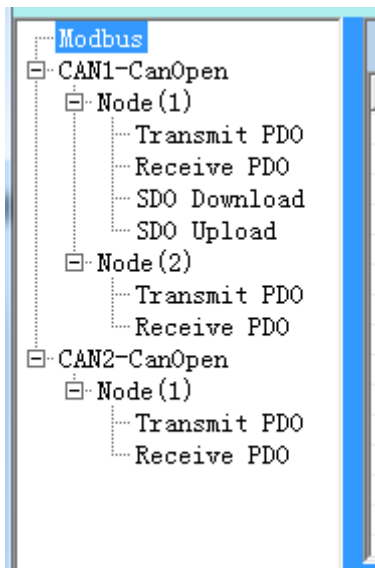 Modbus
CAN1-CanOpen
Node(1)
Transmit PDO
Receive PDO
SDO Download
SDO Upload
Node(2)
Transmit PDO
Receive PDO
CAN2-CanOpen
Node(1)
Transmit PDO
Receive PDO